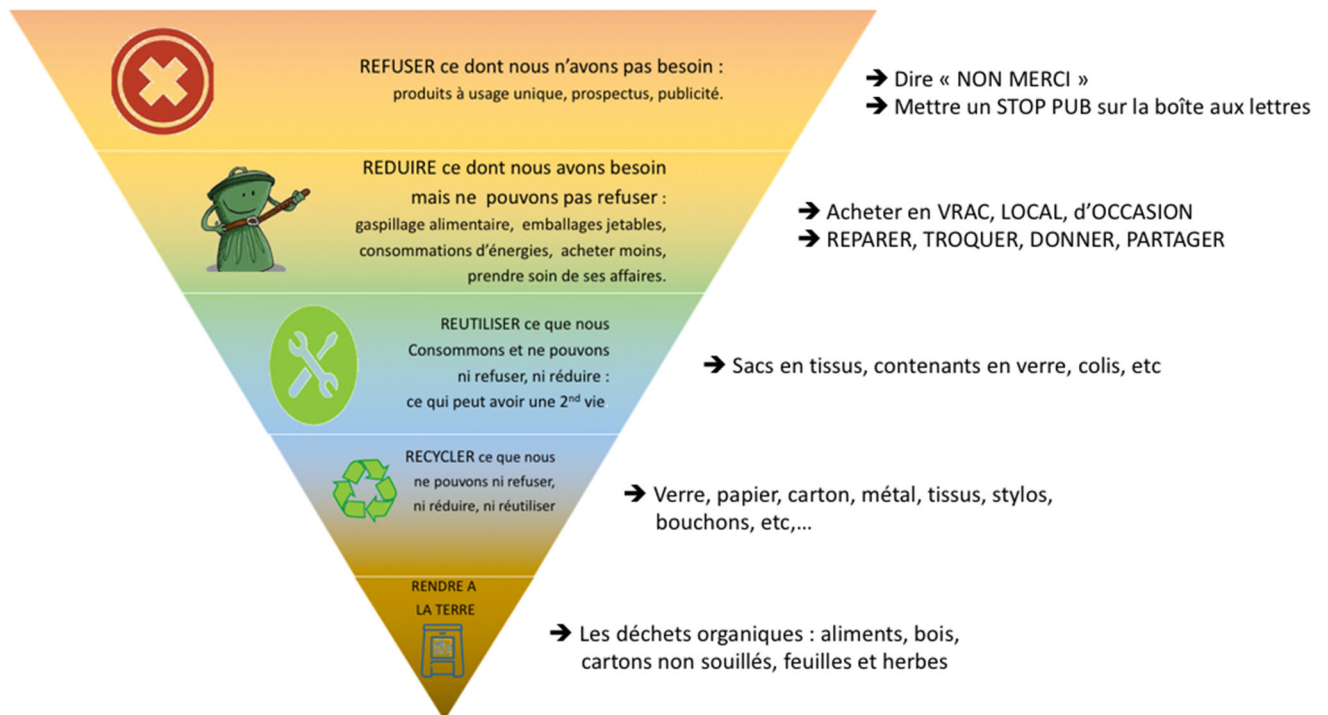 REFUSER ce dont nous n'avons pas besoin :
produits à usage unique, prospectus, publicité.
➔ Dire « NON MERCI »
➔ Mettre un STOP PUB sur la boîte aux lettres
REDUIRE ce dont nous avons besoin
mais ne pouvons pas refuser :
gaspillage alimentaire, emballages jetables,
consommations d'énergies, acheter moins,
prendre soin de ses affaires.
➔ Acheter en VRAC, LOCAL, d'OCCASION
➔ REPARER, TROQUER, DONNER, PARTAGER
REUTILISER ce que nous
Consommons et ne pouvons
ni refuser, ni réduire :
ce qui peut avoir une 2nd vie.
➔ Sacs en tissus, contenants en verre, colis, etc
RECYCLER ce que nous
ne pouvons ni refuser,
ni réduire, ni réutiliser
➔ Verre, papier, carton, métal, tissus, stylos,
bouchons, etc,...
RENDRE A
LA TERRE
➔ Les déchets organiques : aliments, bois,
cartons non souillés, feuilles et herbes